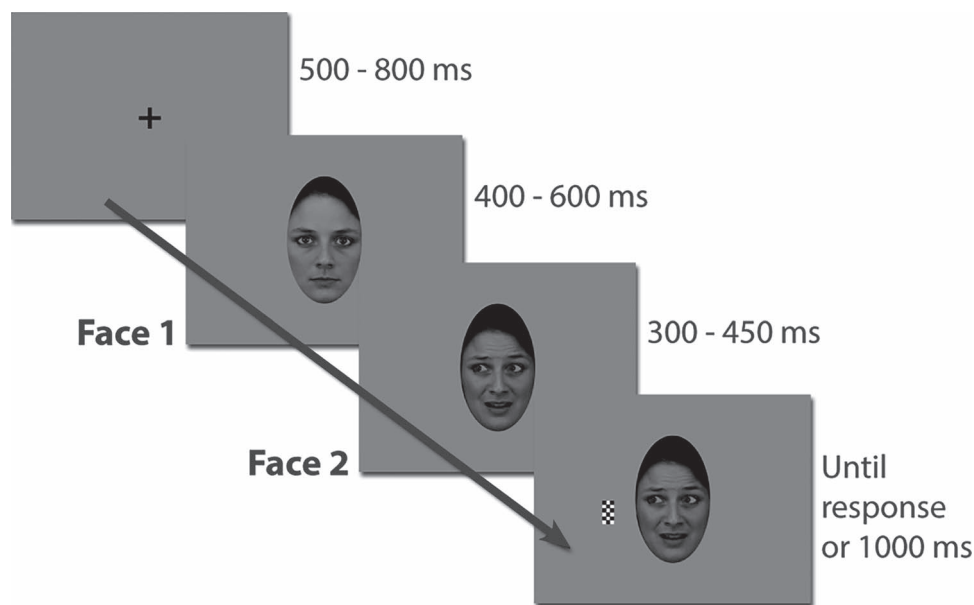 500 - 800 ms
400 - 600 ms
Face 1
300 - 450 ms
Face 2
Until
response
or 1000 ms